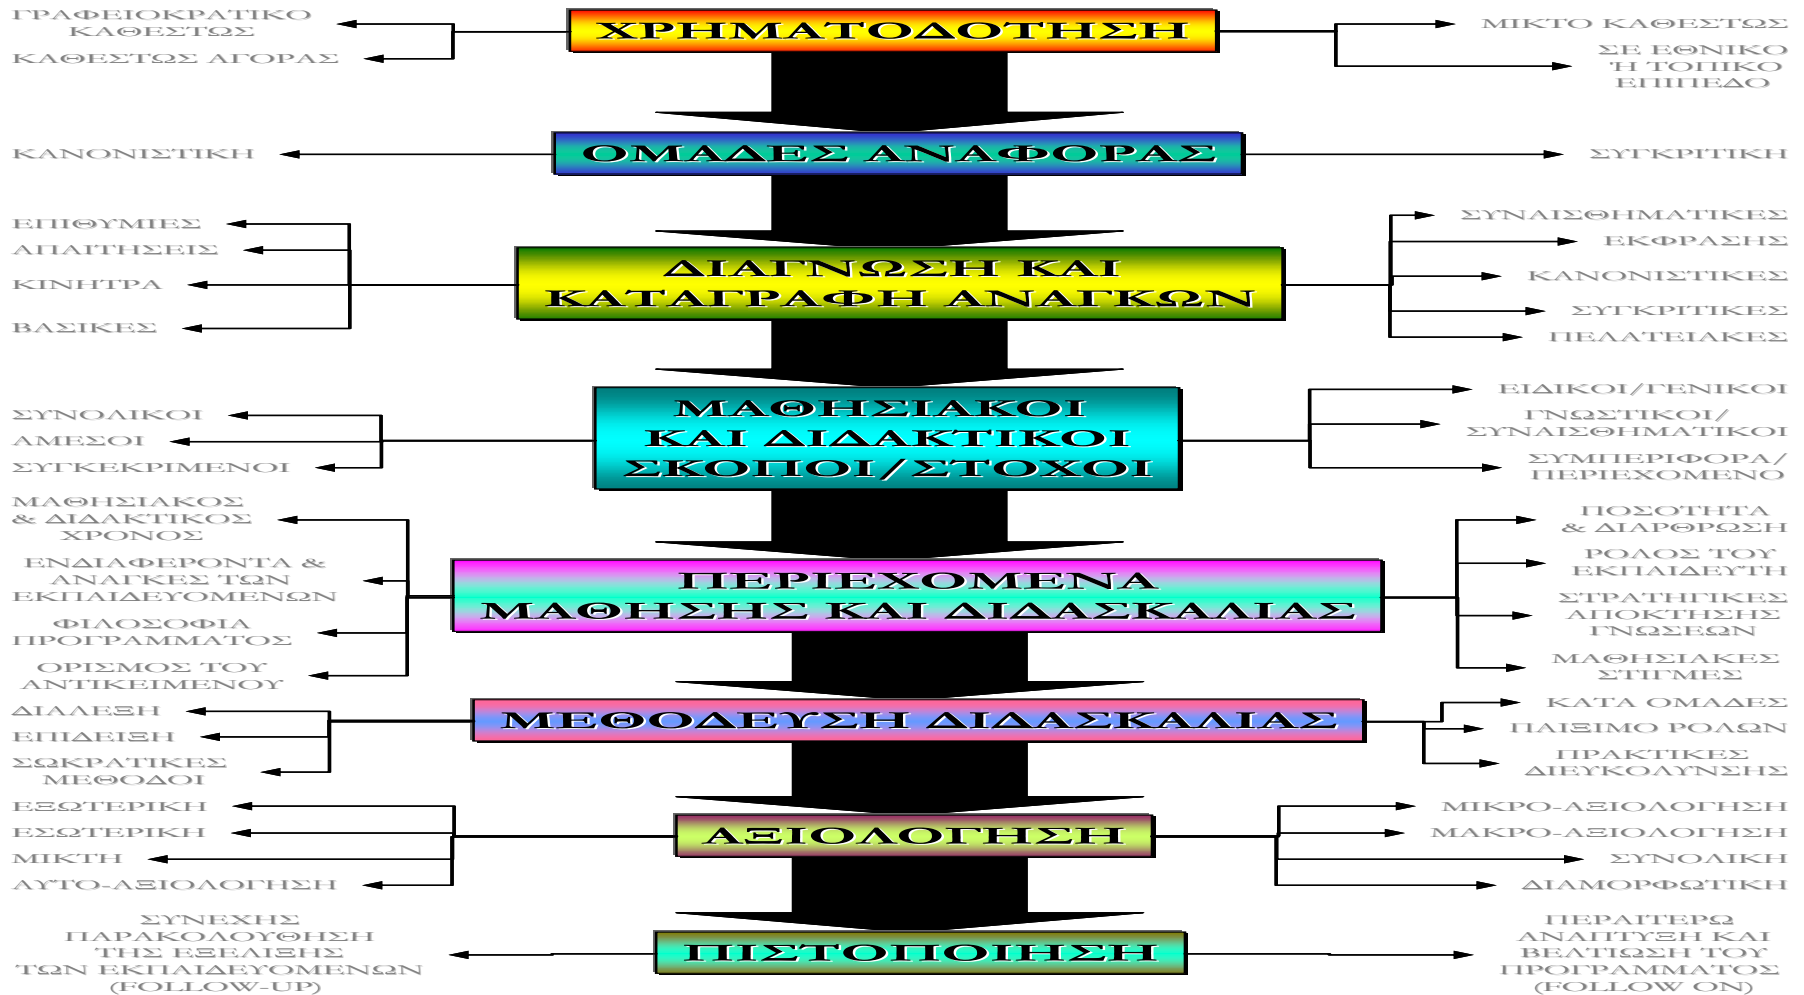 ΓΡΑΦΕΙΟΚΡΑΤΙΚΟ
ΚΑΘΕΣΤΩΣ
ΚΑΘΕΣΤΩΣ ΑΓΟΡΑΣ
ΧΡΗΜΑΤΟΔΟΤΗΣΗ
ΜΙΚΤΟ ΚΑΘΕΣΤΩΣ
ΣΕ ΕΘΝΙΚΟ
Ή ΤΟΠΙΚΟ
ΕΠΙΠΕΔΟ
ΚΑΝΟΝΙΣΤΙΚΗ
ΟΜΑΔΕΣ ΑΝΑΦΟΡΑΣ
ΣΥΓΚΡΙΤΙΚΗ
ΕΠΙΘΥΜΙΕΣ
ΑΠΑΙΤΗΣΕΙΣ
ΚΙΝΗΤΡΑ
ΒΑΣΙΚΕΣ
ΔΙΑΓΝΩΣΗ ΚΑΙ
ΚΑΤΑΓΡΑΦΗ ΑΝΑΓΚΩΝ
ΣΥΝΑΙΣΘΗΜΑΤΙΚΕΣ
ΕΚΦΡΑΣΗΣ
ΚΑΝΟΝΙΣΤΙΚΕΣ
ΣΥΓΚΡΙΤΙΚΕΣ
ΠΕΛΑΤΕΙΑΚΕΣ
ΣΥΝΟΛΙΚΟΙ
ΑΜΕΣΟΙ
ΣΥΓΚΕΚΡΙΜΕΝΟΙ
ΜΑΘΗΣΙΑΚΟΙ
ΚΑΙ ΔΙΔΑΚΤΙΚΟΙ
ΣΚΟΠΟΙ/ΣΤΟΧΟΙ
ΕΙΔΙΚΟΙ/ΓΕΝΙΚΟΙ
ΓΝΩΣΤΙΚΟΙ/
ΣΥΝΑΙΣΘΗΜΑΤΙΚΟΙ
ΣΥΜΠΕΡΙΦΟΡΑ/
ΠΕΡΙΕΧΟΜΕΝΟ
ΜΑΘΗΣΙΑΚΟΣ
& ΔΙΔΑΚΤΙΚΟΣ
ΧΡΟΝΟΣ
ΕΝΔΙΑΦΕΡΟΝΤΑ &
ΑΝΑΓΚΕΣ ΤΩΝ
ΕΚΠΑΙΔΕΥΟΜΕΝΩΝ
ΦΙΛΟΣΟΦΙΑ
ΠΡΟΓΡΑΜΜΑΤΟΣ
ΟΡΙΣΜΟΣ ΤΟΥ
ΑΝΤΙΚΕΙΜΕΝΟΥ
ΠΕΡΙΕΧΟΜΕΝΑ
ΜΑΘΗΣΗΣ ΚΑΙ ΔΙΔΑΣΚΑΛΙΑΣ
ΠΟΣΟΤΗΤΑ
& ΔΙΑΡΘΡΩΣΗ
ΡΟΛΟΣ ΤΟΥ
ΕΚΠΑΙΔΕΥΤΗ
ΣΤΡΑΤΗΓΙΚΕΣ
ΑΠΟΚΤΗΣΗΣ
ΓΝΩΣΕΩΝ
ΜΑΘΗΣΙΑΚΕΣ
ΣΤΙΓΜΕΣ
ΔΙΑΛΕΞΗ
ΕΠΙΔΕΙΞΗ
ΣΩΚΡΑΤΙΚΕΣ
ΜΕΘΟΔΟΙ
ΜΕΘΟΔΕΥΣΗ ΔΙΔΑΣΚΑΛΙΑΣ
ΚΑΤΑ ΟΜΑΔΕΣ
ΠΑΙΞΙΜΟ ΡΟΛΩΝ
ΠΡΑΚΤΙΚΕΣ
ΔΙΕΥΚΟΛΥΝΣΗΣ
ΕΞΩΤΕΡΙΚΗ
ΕΣΩΤΕΡΙΚΗ
ΜΙΚΤΗ
ΑΥΤΟ-ΑΞΙΟΛΟΓΗΣΗ
ΑΞΙΟΛΟΓΗΣΗ
ΜΙΚΡΟ-ΑΞΙΟΛΟΓΗΣΗ
ΜΑΚΡΟ-ΑΞΙΟΛΟΓΗΣΗ
ΣΥΝΟΛΙΚΗ
ΔΙΑΜΟΡΦΩΤΙΚΗ
ΣΥΝΕΧΗΣ
ΠΑΡΑΚΟΛΟΥΘΗΣΗ
ΤΗΣ ΕΞΕΛΙΞΗΣ
ΤΩΝ ΕΚΠΑΙΔΕΥΟΜΕΝΩΝ
(FOLLOW-UP)
ΠΙΣΤΟΠΟΙΗΣΗ
ΠΕΡΑΙΤΕΡΩ
ΑΝΑΠΤΥΞΗ ΚΑΙ
ΒΕΛΤΙΩΣΗ ΤΟΥ
ΠΡΟΓΡΑΜΜΑΤΟΣ
(FOLLOW ON)